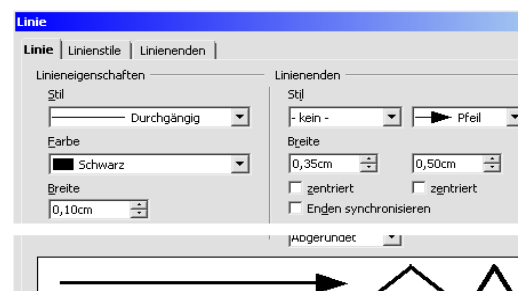 Linie
Linie Linienstile Linienenden
Linieneigenschaften Linienenden
Stil Stil
Durchgängig - kein - Pfeil
Farbe Breite
Schwarz 0,35cm 0,50cm
Breite zentriert zentriert
0,10cm Enden synchronisieren
Abgerundet